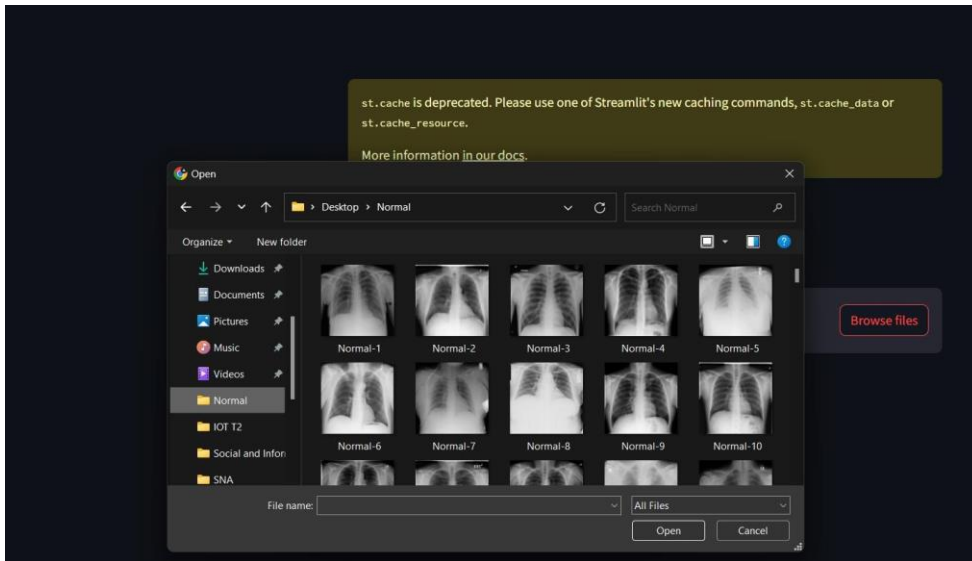 st.cache is deprecated. Please use one of Streamlit's new caching commands, st.cache_data or
st.cache_resource.
More information in our docs.
Open
Desktop > Normal
Search Normal
Organize
New folder
Downloads
Documents
Pictures
Music
Videos
Normal
IOT T2
Social and Infor
SNA
Normal-1
Normal-2
Normal-3
Normal-4
Normal-5
Normal-6
Normal-7
Normal-8
Normal-9
Normal-10
Browse files
File name:
All Files
Open
Cancel